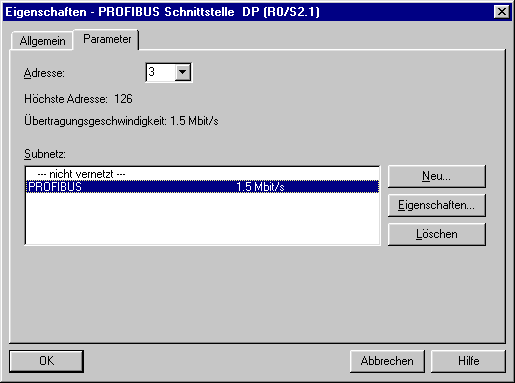 Eigenschaften - PROFIBUS Schnittstelle DP (R0/S2.1)
Allgemein Parameter
Adresse: 3
Höchste Adresse: 126
Übertragungsgeschwindigkeit: 1.5 Mbit/s
Subnetz:
--- nicht vernetzt ---
PROFIBUS 1.5 Mbit/s
Neu...
Eigenschaften...
Löschen
OK Abbrechen Hilfe